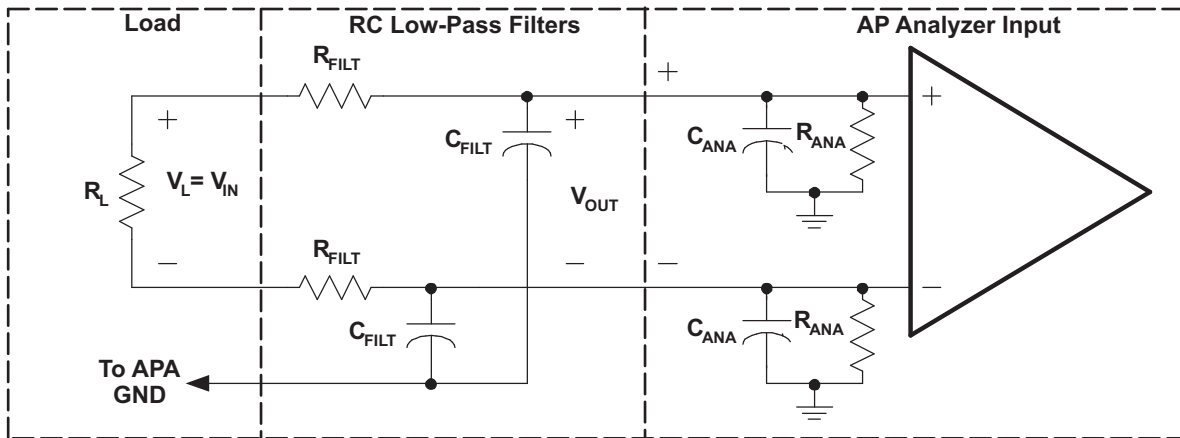 Load
RC Low-Pass Filters
AP Analyzer Input
R_FILT
+
+
+
+
C_FILT
C_ANA
R_ANA
R_L
V_L= V_IN
V_OUT
R_FILT
−
−
−
−
C_FILT
C_ANA
R_ANA
To APA
GND